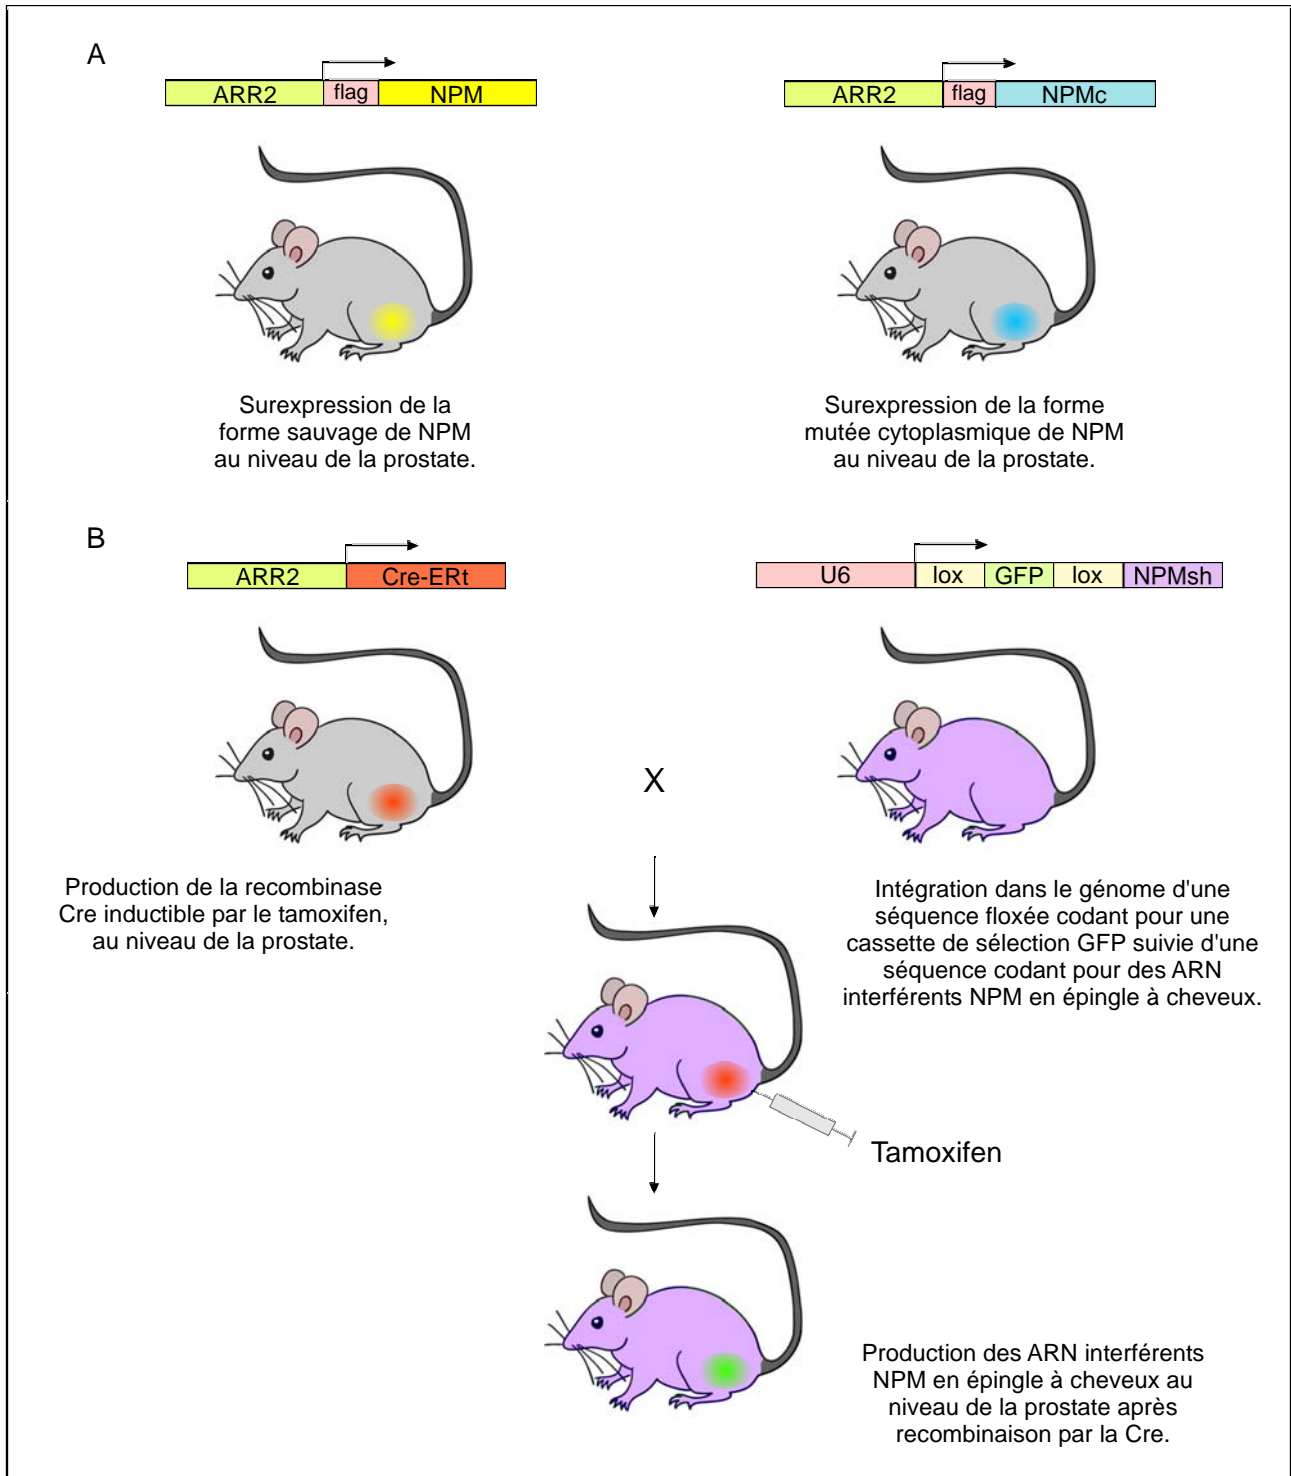 A
ARR2 flag NPM
ARR2 flag NPMc
Surexpression de la
forme sauvage de NPM
au niveau de la prostate.
Surexpression de la forme
mutée cytoplasmique de NPM
au niveau de la prostate.
B
ARR2 Cre-ERt
U6 lox GFP lox NPMsh
X
Production de la recombinase
Cre inductible par le tamoxifen,
au niveau de la prostate.
Intégration dans le génome d'une
séquence floxée codant pour une
cassette de sélection GFP suivie d'une
séquence codant pour des ARN
interférents NPM en épingle à cheveux.
Tamoxifen
Production des ARN interférents
NPM en épingle à cheveux au
niveau de la prostate après
recombinaison par la Cre.